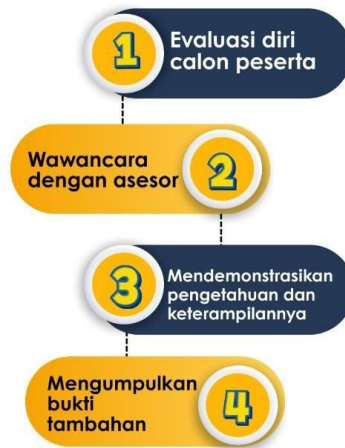 1
Evaluasi diri
calon peserta
Wawancara
dengan asesor
2
3
Mendemonstrasikan
pengetahuan dan
keterampilannya
Mengumpulkan
bukti
tambahan
4